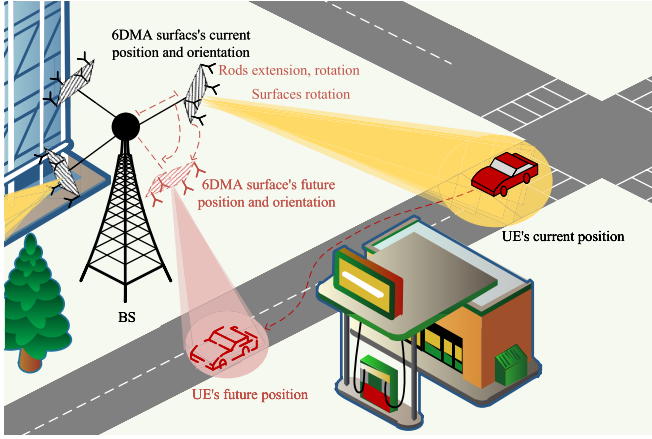 6DMA surfacs's current
position and orientation
Rods extension, rotation
Surfaces rotation
6DMA surface's future
position and orientation
UE's current position
BS
UE's future position